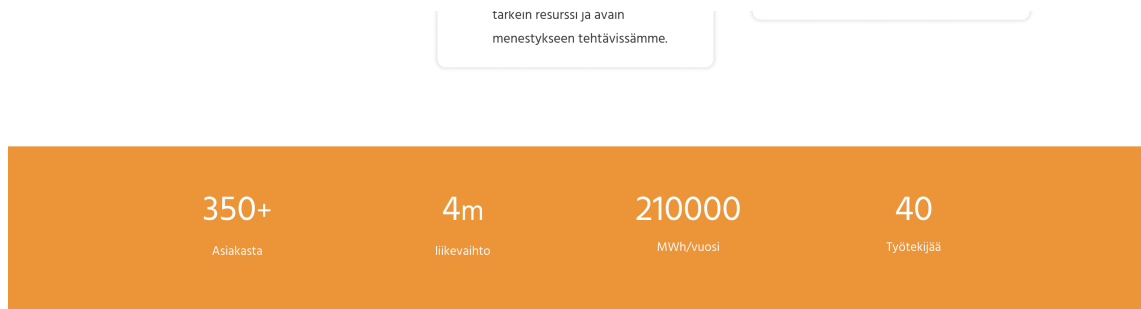 tärkein resurssi ja avain
menestykseen tehtävissämme.
350+
4m
210000
40
Asiakasta
liikevaihto
MWh/vuosi
Työtekijää